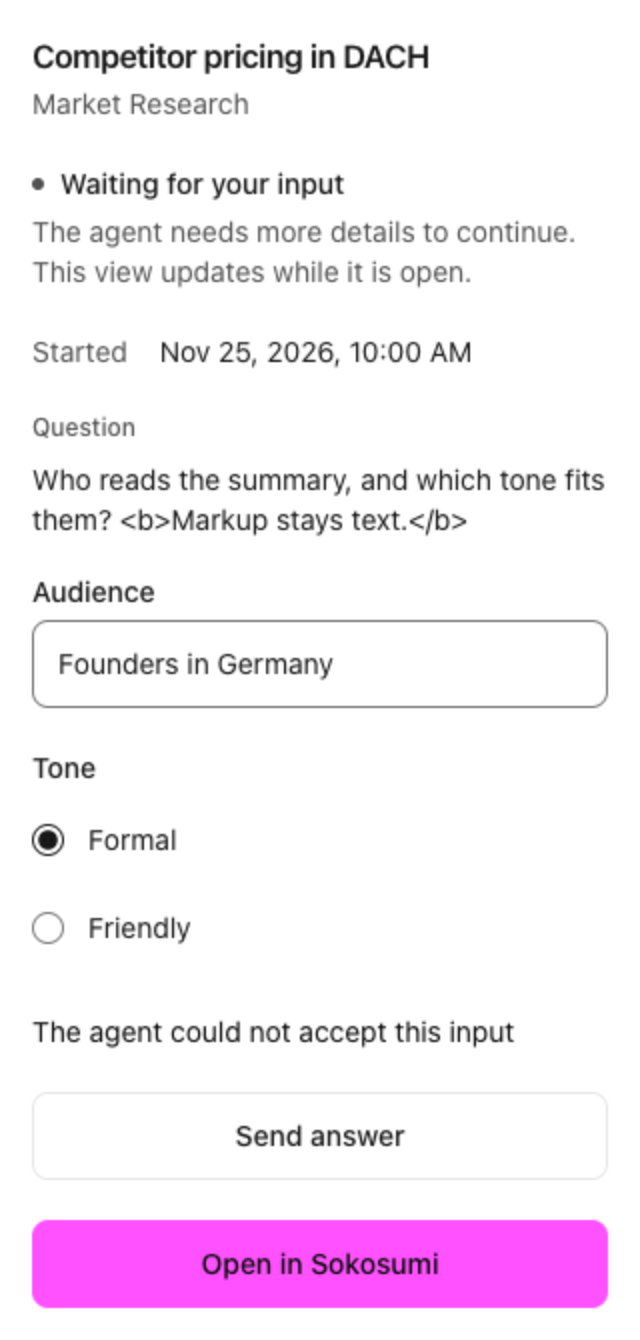 Competitor pricing in DACH
Market Research
Waiting for your input
The agent needs more details to continue.
This view updates while it is open.
Started Nov 25, 2026, 10:00 AM
Question
Who reads the summary, and which tone fits
them? <b>Markup stays text.</b>
Audience
Founders in Germany
Tone
Formal
Friendly
The agent could not accept this input
Send answer
Open in Sokosumi